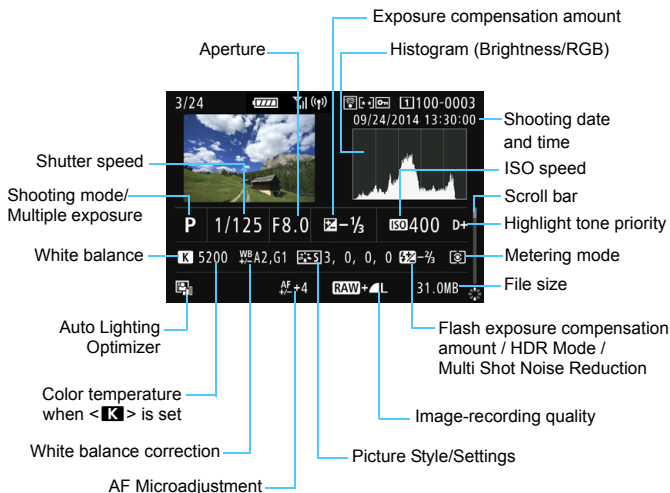 Exposure compensation amount
Aperture
Histogram (Brightness/RGB)
3/24
1 100-0003
09/24/2014 13:30:00
Shooting date
and time
Shutter speed
ISO speed
Shooting mode/
Multiple exposure
Scroll bar
P 1/125 F8.0 -1/3 ISO 400 D+
Highlight tone priority
White balance
K 5200 WB +/- A2,G1 S 3, 0, 0, 0 -2/3
Metering mode
AF +/- +4 RAW+ L 31.0MB
File size
Auto Lighting
Optimizer
Flash exposure compensation
amount / HDR Mode /
Multi Shot Noise Reduction
Color temperature
when <K> is set
Image-recording quality
White balance correction
Picture Style/Settings
AF Microadjustment